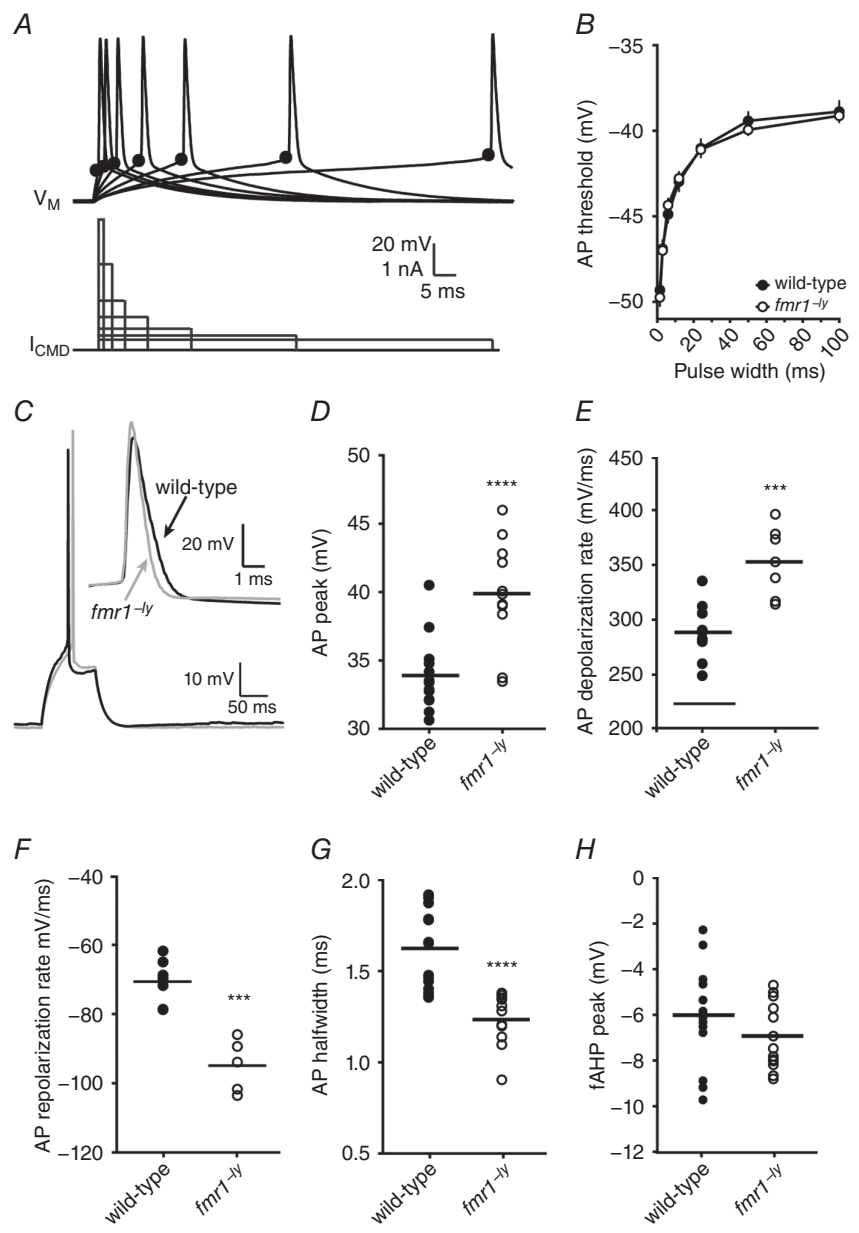 A
V_M
20 mV
1 nA
5 ms
I_CMD
B
AP threshold (mV)
−35
−40
−45
−50
wild-type
fmr1^−/y
0
20
40
60
80
100
Pulse width (ms)
C
wild-type
20 mV
1 ms
fmr1^−/y
10 mV
50 ms
D
AP peak (mV)
50
45
40
35
30
****
wild-type
fmr1^−/y
E
AP depolarization rate (mV/ms)
450
400
350
300
250
200
***
wild-type
fmr1^−/y
F
AP repolarization rate mV/ms)
−40
−60
−80
−100
−120
***
wild-type
fmr1^−/y
G
AP halfwidth (ms)
2.0
1.5
1.0
0.5
****
wild-type
fmr1^−/y
H
fAHP peak (mV)
0
−2
−4
−6
−8
−10
−12
wild-type
fmr1^−/y